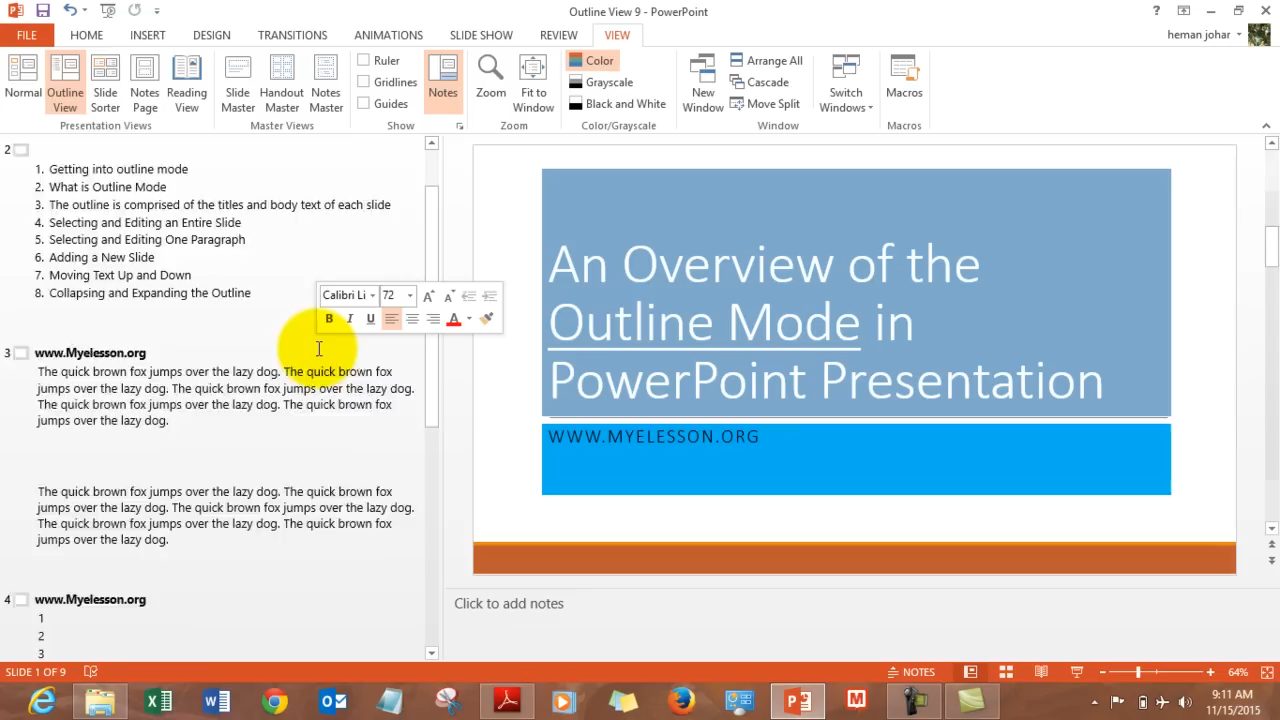 Outline View 9 - PowerPoint
?
FILE HOME INSERT DESIGN TRANSITIONS ANIMATIONS SLIDE SHOW REVIEW VIEW heman johar
Normal Outline View Slide Sorter Notes Page Reading View
Presentation Views
Slide Master Handout Master Notes Master
Master Views
Ruler
Gridlines
Guides
Show
Notes
Zoom Fit to Window
Zoom
Color
Grayscale
Black and White
Color/Grayscale
New Window
Arrange All
Cascade
Move Split
Switch Windows
Window
Macros
Macros
2
1. Getting into outline mode
2. What is Outline Mode
3. The outline is comprised of the titles and body text of each slide
4. Selecting and Editing an Entire Slide
5. Selecting and Editing One Paragraph
6. Adding a New Slide
7. Moving Text Up and Down
8. Collapsing and Expanding the Outline
Calibri Li 72 A A
B I U A
3 www.Myelesson.org
The quick brown fox jumps over the lazy dog. The quick brown fox
jumps over the lazy dog. The quick brown fox jumps over the lazy dog.
The quick brown fox jumps over the lazy dog. The quick brown fox
jumps over the lazy dog.
The quick brown fox jumps over the lazy dog. The quick brown fox
jumps over the lazy dog. The quick brown fox jumps over the lazy dog.
The quick brown fox jumps over the lazy dog. The quick brown fox
jumps over the lazy dog.
4 www.Myelesson.org
1
2
3
An Overview of the
Outline Mode in
PowerPoint Presentation
WWW.MYELESSON.ORG
Click to add notes
SLIDE 1 OF 9 NOTES 64%
9:11 AM
11/15/2015